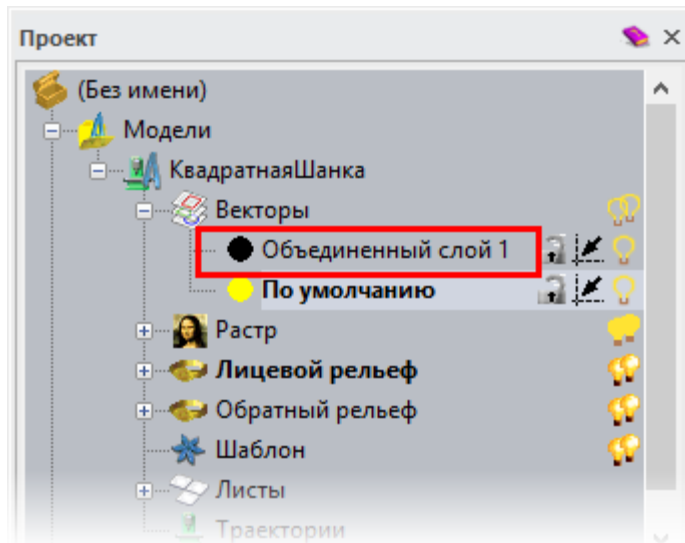 Проект
(Без имени)
Модели
КвадратнаяШанка
Векторы
Объединенный слой 1
По умолчанию
Растр
Лицевой рельеф
Обратный рельеф
Шаблон
Листы
Траектории